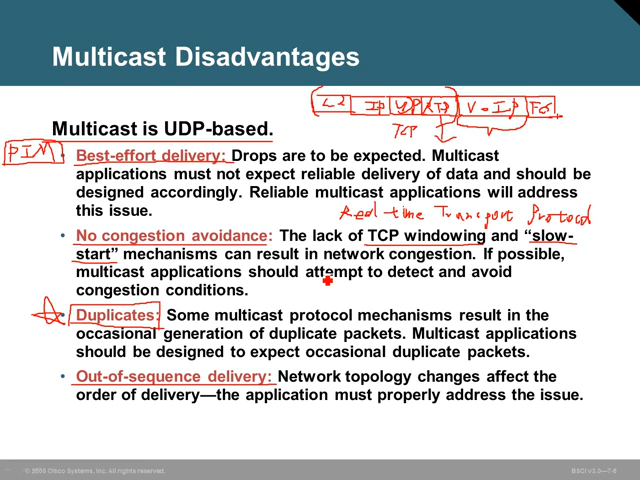 Multicast Disadvantages
L2 IP UDP RTP V-IP FCS
TCP
Multicast is UDP-based.
PIM
• Best-effort delivery: Drops are to be expected. Multicast
applications must not expect reliable delivery of data and should be
designed accordingly. Reliable multicast applications will address
this issue.
Real-time Transport Protocol
• No congestion avoidance: The lack of TCP windowing and “slow-
start” mechanisms can result in network congestion. If possible,
multicast applications should attempt to detect and avoid
congestion conditions.
• Duplicates: Some multicast protocol mechanisms result in the
occasional generation of duplicate packets. Multicast applications
should be designed to expect occasional duplicate packets.
• Out-of-sequence delivery: Network topology changes affect the
order of delivery—the application must properly address the issue.
Cisco Systems, Inc. All rights reserved.
BSCI v3.0—7-6